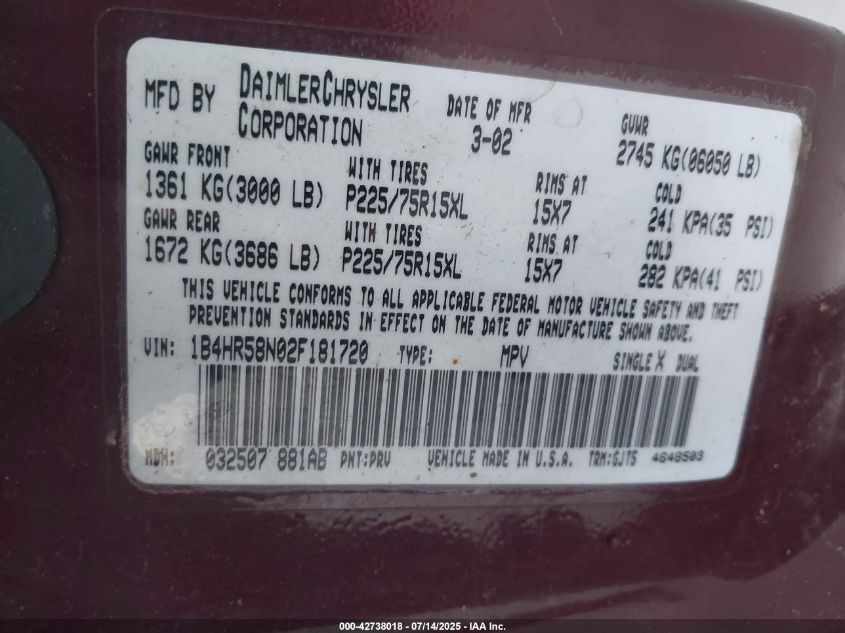 MFD BY DAIMLERCHRYSLER CORPORATION DATE OF MFR 3-02 GVWR 2745 KG(06050 LB)
GAWR FRONT WITH TIRES RIMS AT COLD
1361 KG(3000 LB) P225/75R15XL 15X7 241 KPA(35 PSI)
GAWR REAR WITH TIRES RIMS AT COLD
1672 KG(3686 LB) P225/75R15XL 15X7 282 KPA(41 PSI)
THIS VEHICLE CONFORMS TO ALL APPLICABLE FEDERAL MOTOR VEHICLE SAFETY AND THEFT
PREVENTION STANDARDS IN EFFECT ON THE DATE OF MANUFACTURE SHOWN ABOVE.
VIN: 1B4HR58N02F181720 TYPE: MPV SINGLE X DUAL
MDH: 032507 881AB PNT:PRV VEHICLE MADE IN U.S.A. TRM:GJT5 4648503
000-42738018 - 07/14/2025 - IAA Inc.